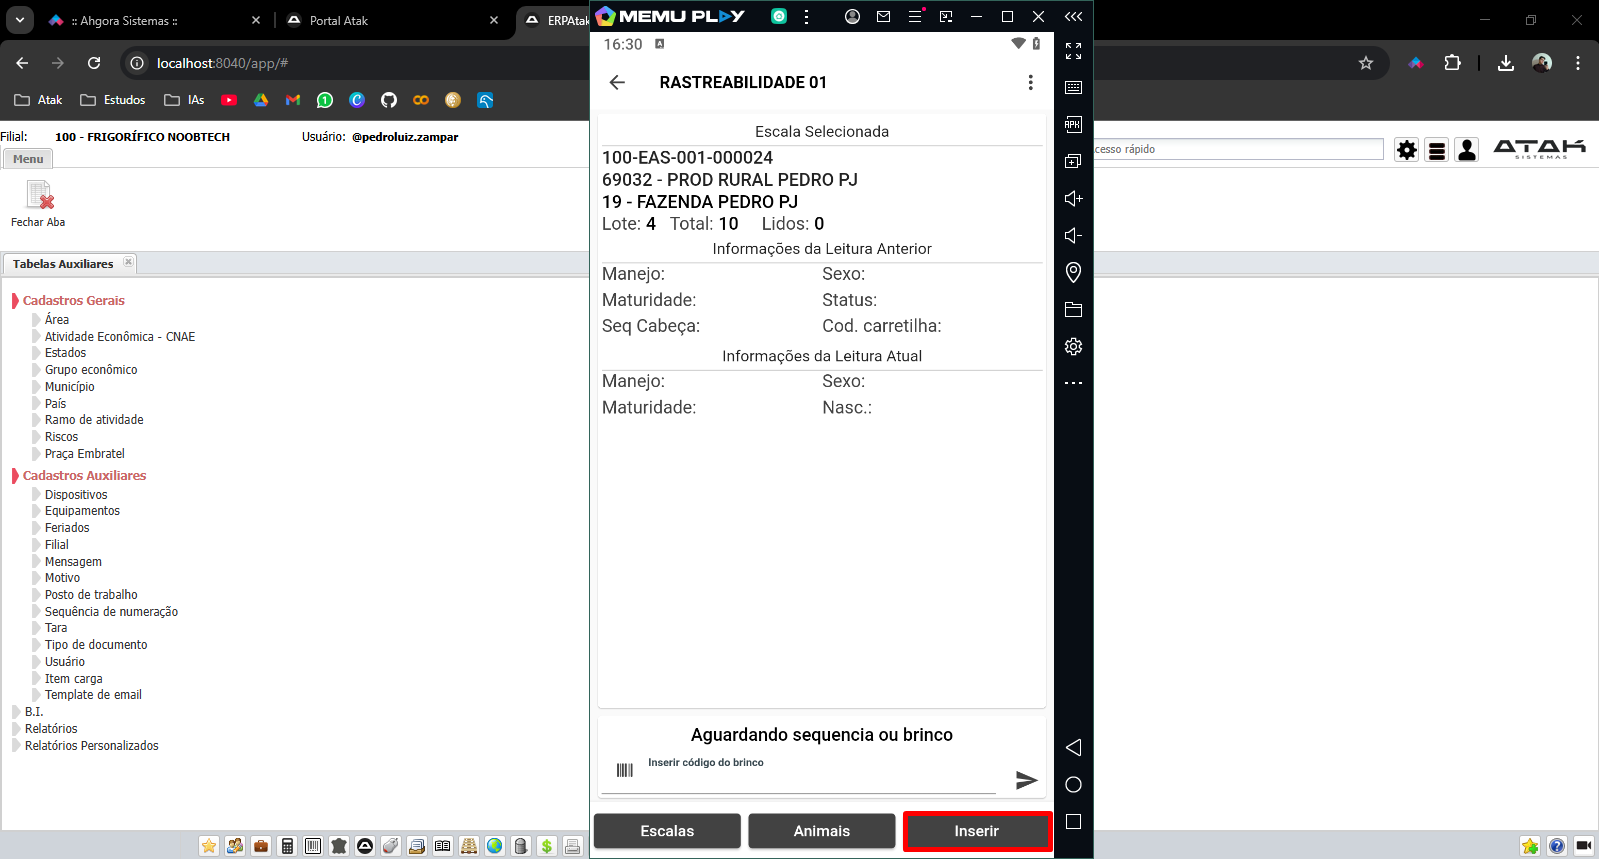 :: Ahgora Sistemas ::
Portal Atak
ERPAtak
localhost:8040/app/#
Atak
Estudos
IAs
Filial:
100 - FRIGORÍFICO NOOBTECH
Usuário:
@pedroluiz.zampar
Menu
Fechar Aba
cesso rápido
ATAK
SISTEMAS
Tabelas Auxiliares
Cadastros Gerais
Área
Atividade Econômica - CNAE
Estados
Grupo econômico
Município
País
Ramo de atividade
Riscos
Praça Embratel
Cadastros Auxiliares
Dispositivos
Equipamentos
Feriados
Filial
Mensagem
Motivo
Posto de trabalho
Sequência de numeração
Tara
Tipo de documento
Usuário
Item carga
Template de email
B.I.
Relatórios
Relatórios Personalizados
MEMU PLAY
16:30
A
RASTREABILIDADE 01
Escala Selecionada
100-EAS-001-000024
69032 - PROD RURAL PEDRO PJ
19 - FAZENDA PEDRO PJ
Lote: 4 Total: 10 Lidos: 0
Informações da Leitura Anterior
Manejo: Sexo:
Maturidade: Status:
Seq Cabeça: Cod. carretilha:
Informações da Leitura Atual
Manejo: Sexo:
Maturidade: Nasc.:
Aguardando sequencia ou brinco
Inserir código do brinco
Escalas
Animais
Inserir
APK